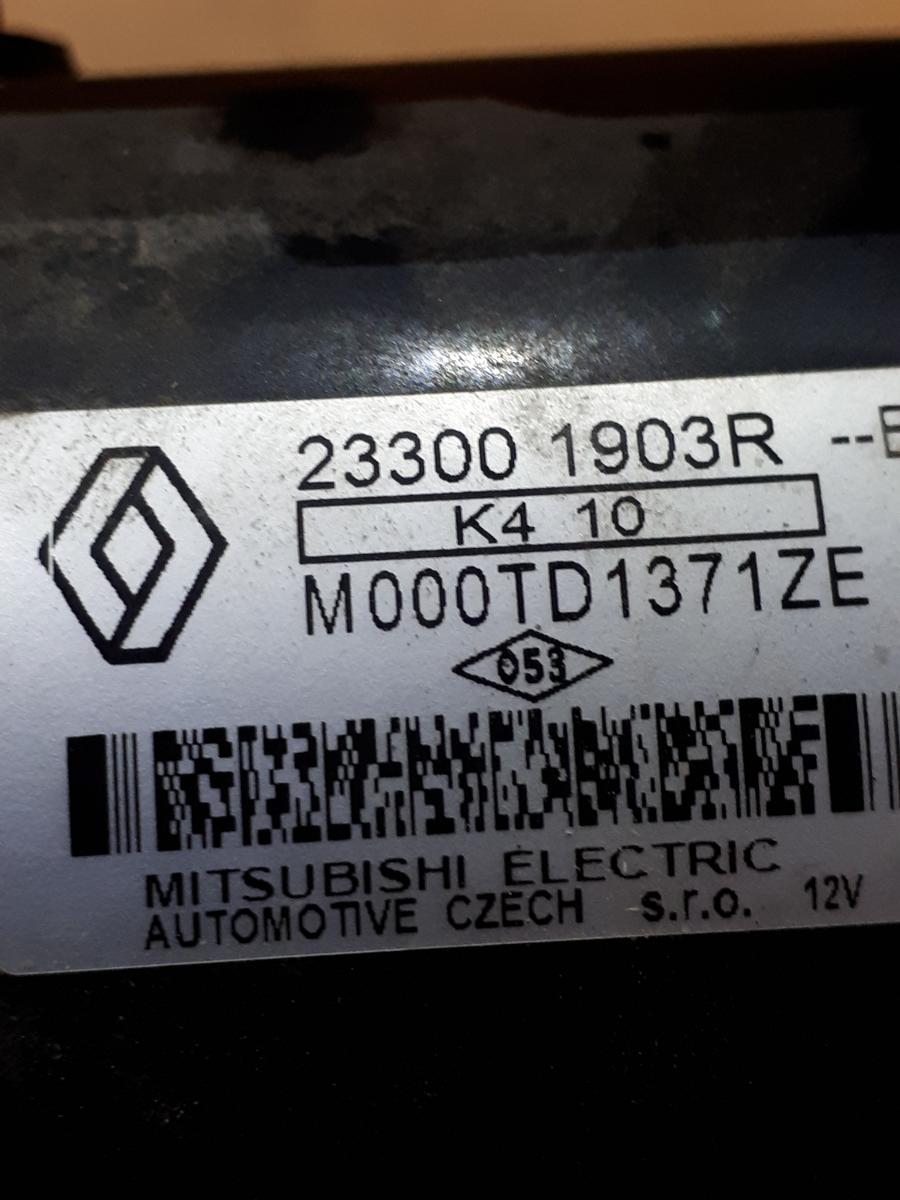 23300 1903R --E
K4 10
M000TD1371ZE
053
MITSUBISHI ELECTRIC
AUTOMOTIVE CZECH s.r.o. 12V